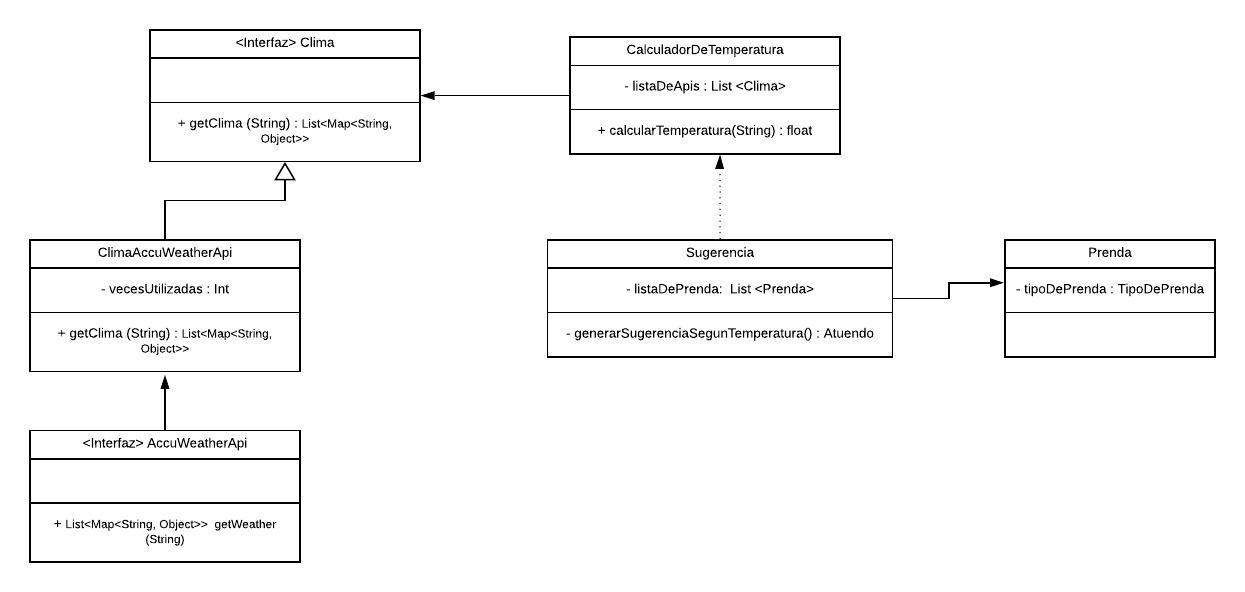 <Interfaz> Clima
+ getClima (String) : List<Map<String,
Object>>
CalculadorDeTemperatura
- listaDeApis : List <Clima>
+ calcularTemperatura(String) : float
ClimaAccuWeatherApi
- vecesUtilizadas : Int
+ getClima (String) : List<Map<String,
Object>>
Sugerencia
- listaDePrenda:  List <Prenda>
- generarSugerenciaSegunTemperatura() : Atuendo
Prenda
- tipoDePrenda : TipoDePrenda
<Interfaz> AccuWeatherApi
+ List<Map<String, Object>>  getWeather
(String)